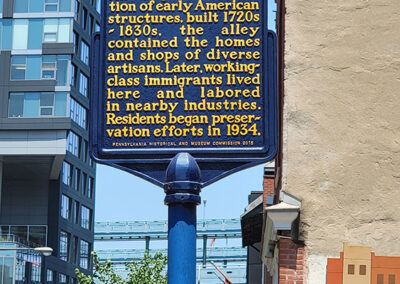 tion of early American
structures, built 1720s
- 1830s, the alley
contained the homes
and shops of diverse
artisans. Later, working-
class immigrants lived
here and labored
in nearby industries.
Residents began preser-
vation efforts in 1934.
PENNSYLVANIA HISTORICAL AND MUSEUM COMMISSION 2016